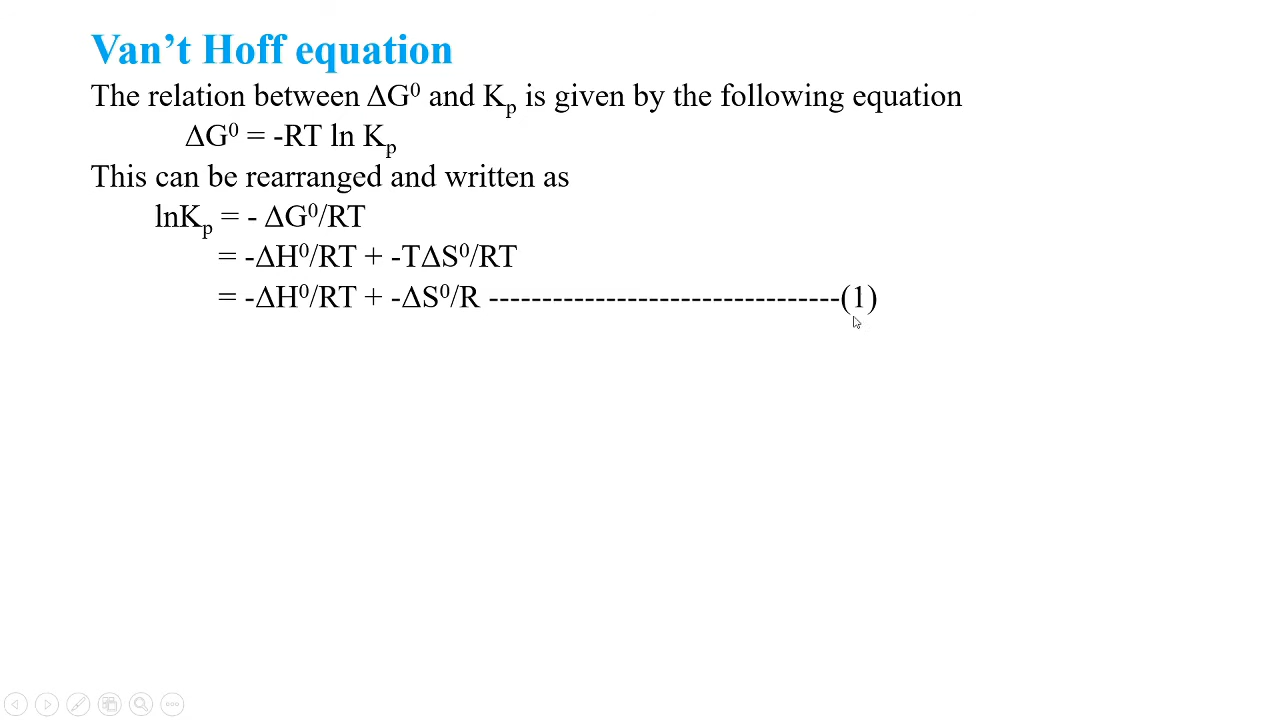 Van’t Hoff equation
The relation between ΔG⁰ and Kₚ is given by the following equation
ΔG⁰ = -RT ln Kₚ
This can be rearranged and written as
lnKₚ = - ΔG⁰/RT
= -ΔH⁰/RT + -TΔS⁰/RT
= -ΔH⁰/RT + -ΔS⁰/R ---------------------------------(1)